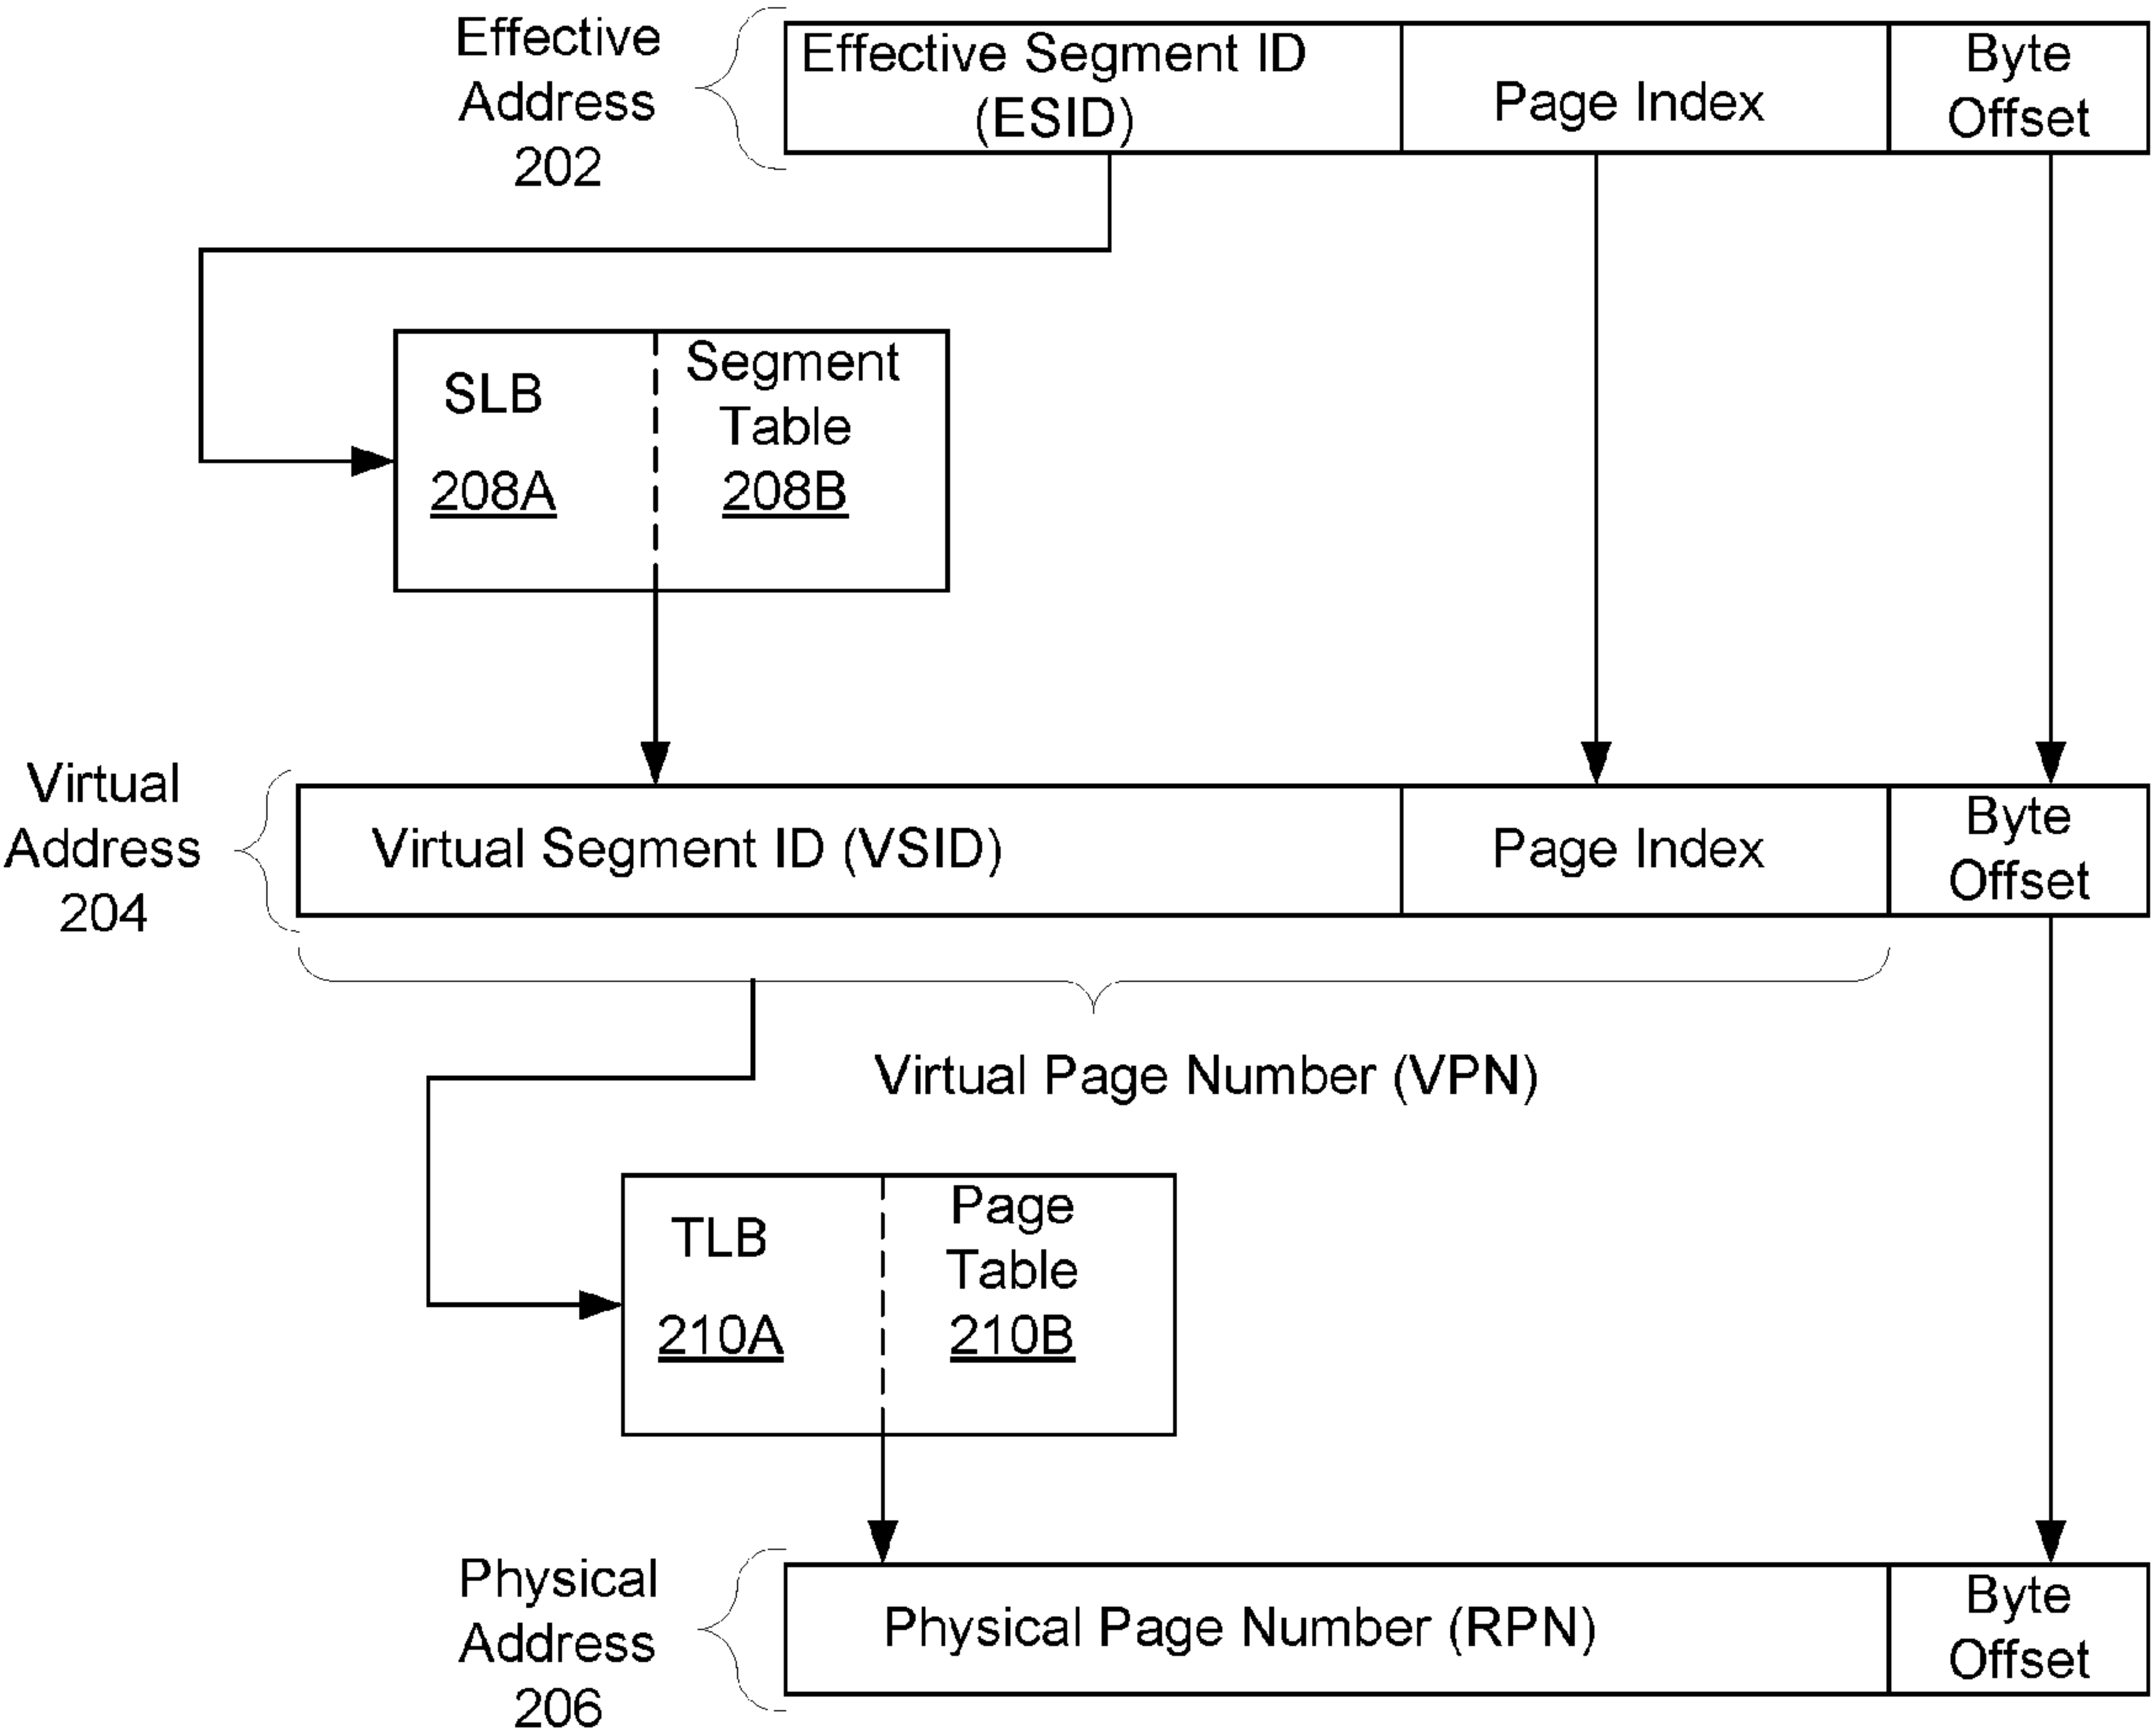 Effective
Address
202
Effective Segment ID
(ESID)
Page Index
Byte
Offset
SLB
208A
Segment
Table
208B
Virtual
Address
204
Virtual Segment ID (VSID)
Page Index
Byte
Offset
Virtual Page Number (VPN)
TLB
210A
Page
Table
210B
Physical
Address
206
Physical Page Number (RPN)
Byte
Offset